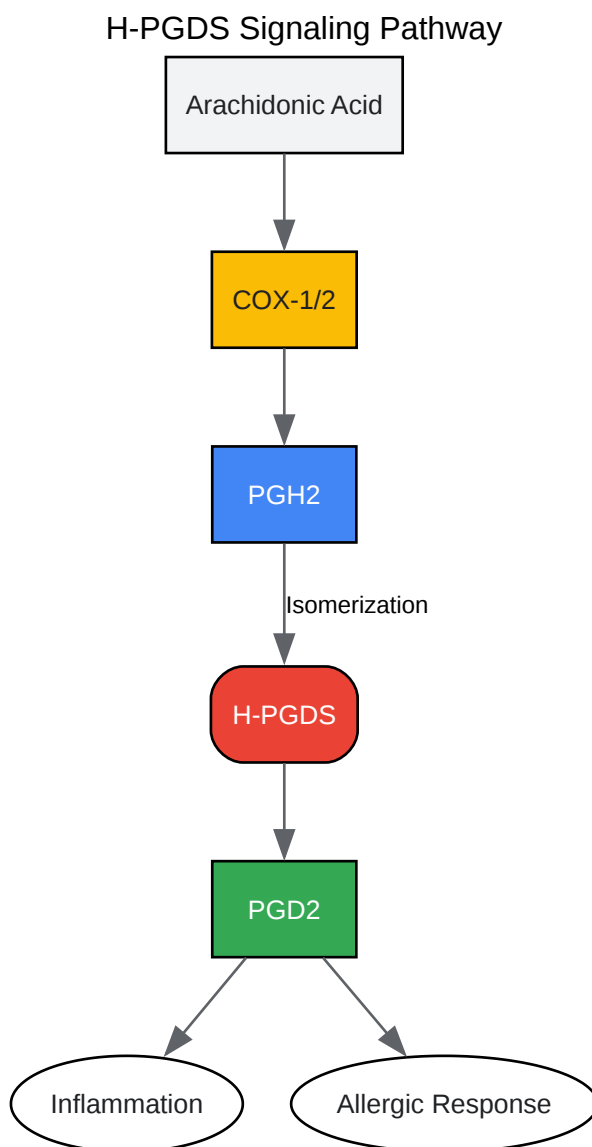 H-PGDS Signaling Pathway
Arachidonic Acid
COX-1/2
PGH2
Isomerization
H-PGDS
PGD2
Inflammation
Allergic Response